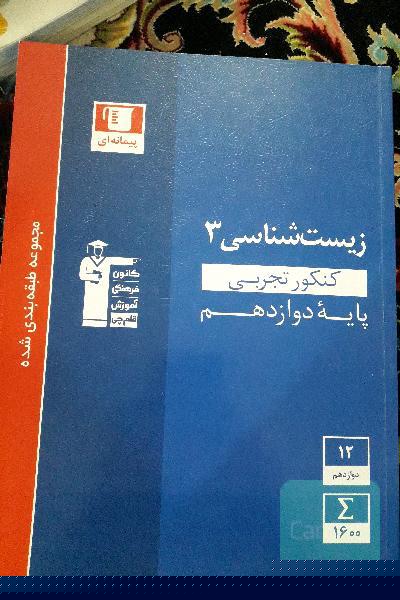 پیمانه‌ای
زیست‌شناسی ۳
کنکور تجربی
پایهٔ دوازدهم
کانون
فرهنگی
آموزش
قلم‌چی
مجموعه طبقه‌بندی شده
۱۲
دوازدهم
Σ
۱۶۰۰